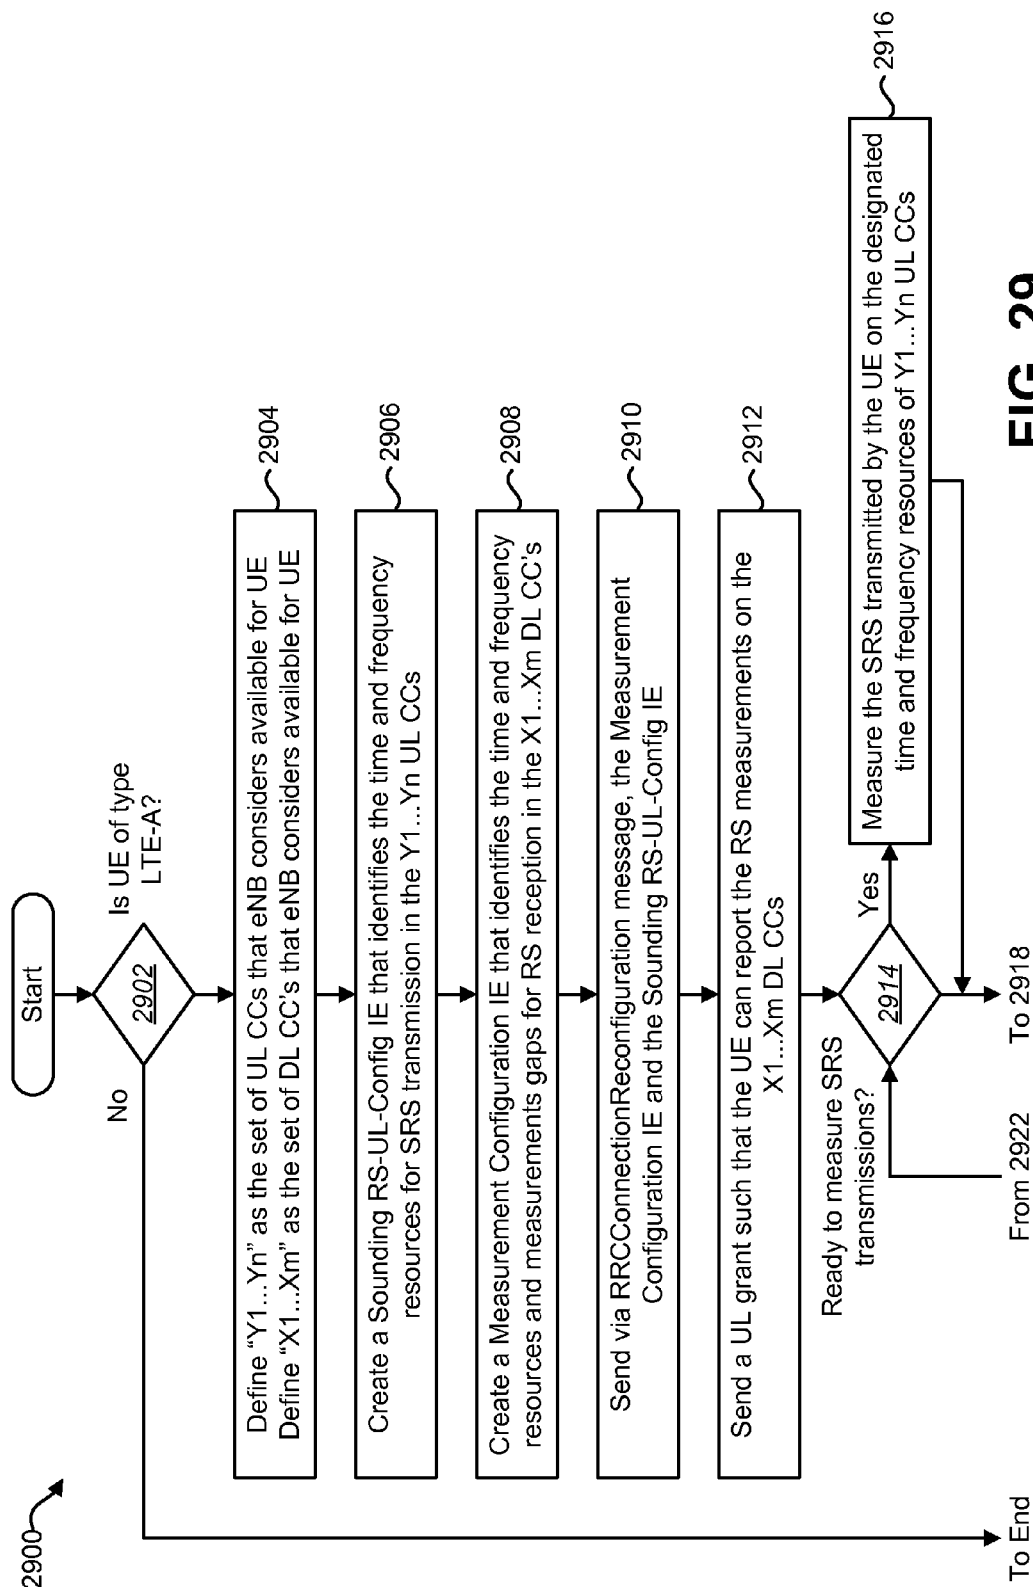 2900
Start
Is UE of type
LTE-A?
2902
No
Define “Y1...Yn” as the set of UL CCs that eNB considers available for UE
Define “X1...Xm” as the set of DL CC's that eNB considers available for UE
2904
Create a Sounding RS-UL-Config IE that identifies the time and frequency
resources for SRS transmission in the Y1...Yn UL CCs
2906
Create a Measurement Configuration IE that identifies the time and frequency
resources and measurements gaps for RS reception in the X1...Xm DL CC's
2908
Send via RRCConnectionReconfiguration message, the Measurement
Configuration IE and the Sounding RS-UL-Config IE
2910
Send a UL grant such that the UE can report the RS measurements on the
X1...Xm DL CCs
2912
Ready to measure SRS
transmissions?
2914
Yes
Measure the SRS transmitted by the UE on the designated
time and frequency resources of Y1...Yn UL CCs
2916
To End
From 2922
To 2918
FIG. 29